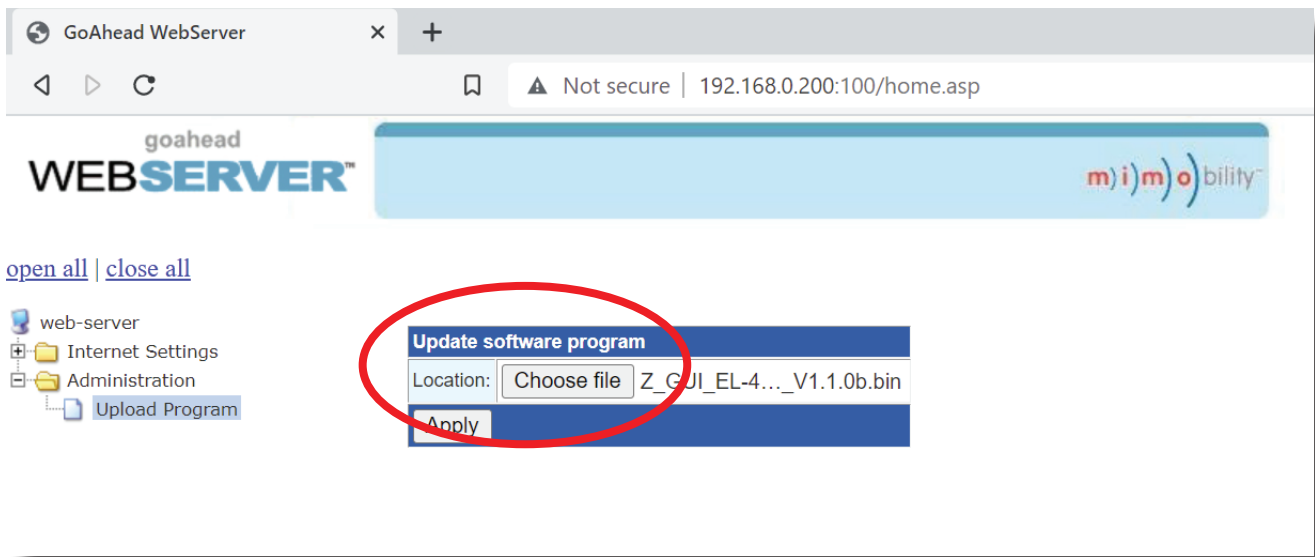 GoAhead WebServer
Not secure | 192.168.0.200:100/home.asp
goahead
WEBSERVER™
m)i)m)o)bility™
open all | close all
web-server
Internet Settings
Administration
Upload Program
Update software program
Location: Choose file Z_GUI_EL-4..._V1.1.0b.bin
Apply